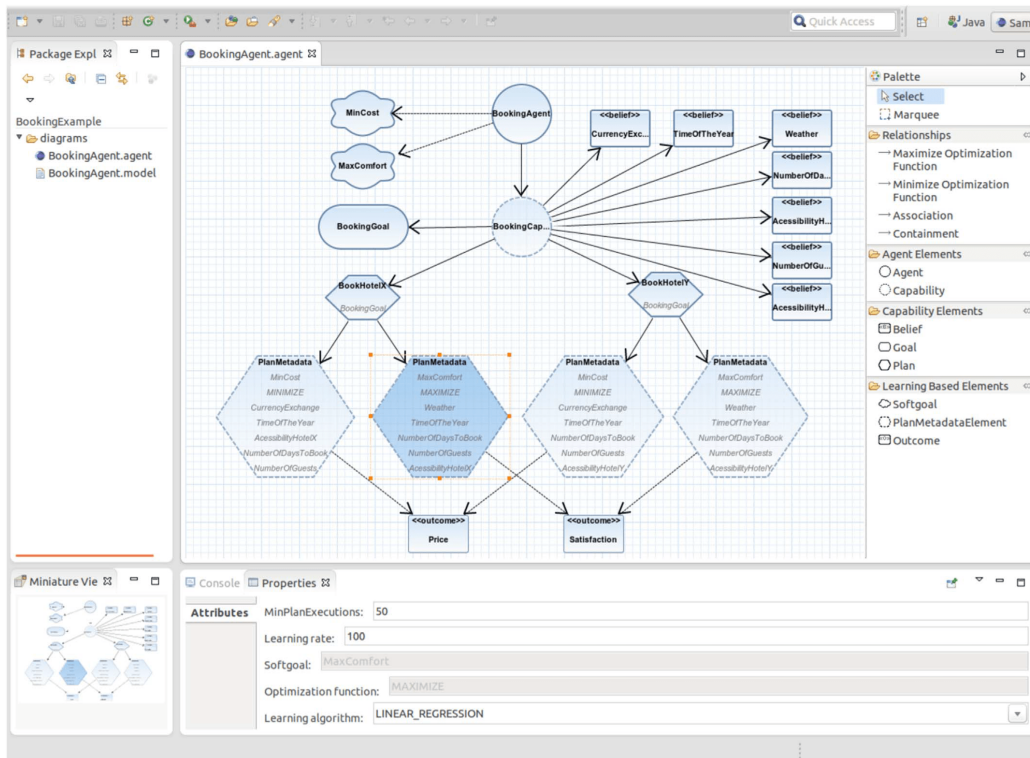 Quick Access
Java
Sam
Package Expl
BookingExample
diagrams
BookingAgent.agent
BookingAgent.model
BookingAgent.agent
MinCost
MaxComfort
BookingAgent
BookingGoal
BookingCap...
<<belief>>
CurrencyExc...
<<belief>>
TimeOfTheYear
<<belief>>
Weather
<<belief>>
NumberOfDa...
<<belief>>
AcessibilityH...
<<belief>>
NumberOfGu...
<<belief>>
AcessibilityH...
BookHotelX
BookingGoal
BookHotelY
BookingGoal
PlanMetadata
MinCost
MINIMIZE
CurrencyExchange
TimeOfTheYear
AcessibilityHotelX
NumberOfDaysToBook
NumberOfGuests
PlanMetadata
MaxComfort
MAXIMIZE
Weather
TimeOfTheYear
NumberOfDaysToBook
NumberOfGuests
AcessibilityHotelX
PlanMetadata
MinCost
MINIMIZE
CurrencyExchange
TimeOfTheYear
NumberOfDaysToBook
NumberOfGuests
AcessibilityHotelY
PlanMetadata
MaxComfort
MAXIMIZE
Weather
TimeOfTheYear
NumberOfDaysToBook
NumberOfGuests
AcessibilityHotelY
<<outcome>>
Price
<<outcome>>
Satisfaction
Palette
Select
Marquee
Relationships
Maximize Optimization
Function
Minimize Optimization
Function
Association
Containment
Agent Elements
Agent
Capability
Capability Elements
Belief
Goal
Plan
Learning Based Elements
Softgoal
PlanMetadataElement
Outcome
Miniature Vie
Console
Properties
Attributes
MinPlanExecutions: 50
Learning rate: 100
Softgoal: MaxComfort
Optimization function: MAXIMIZE
Learning algorithm: LINEAR_REGRESSION